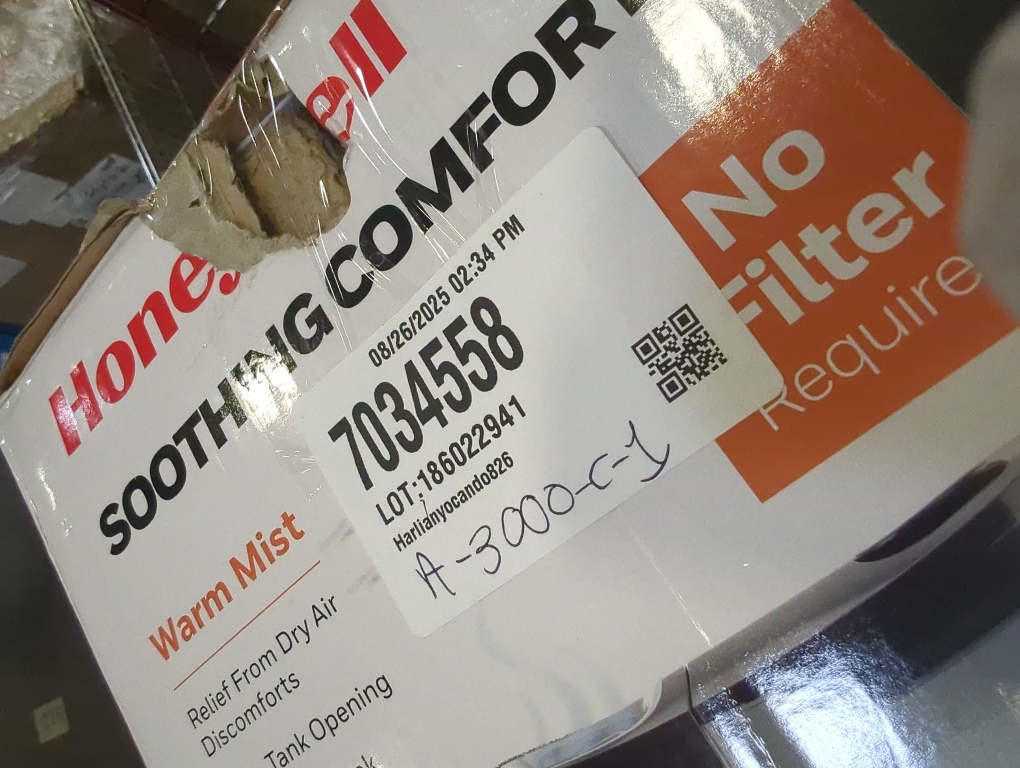 Honeywell
SOOTHING COMFORT
08/26/2025 02:34 PM
7034558
LOT:186022941
Harlianyocando826
A-3000-C-1
No
Filter
Require
Warm Mist
Relief From Dry Air
Discomforts
Tank Opening